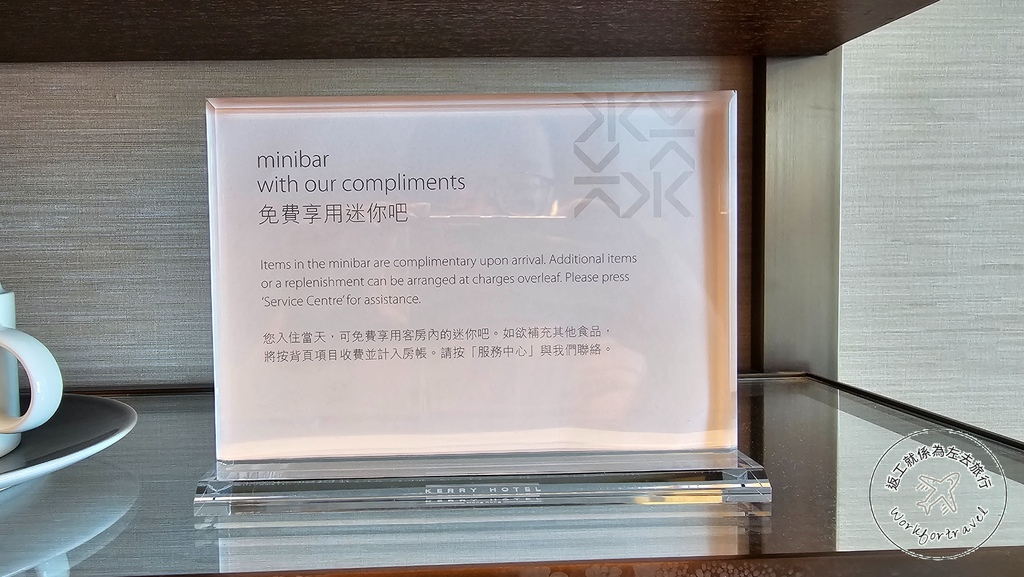 minibar
with our compliments
免費享用迷你吧
Items in the minibar are complimentary upon arrival. Additional items
or a replenishment can be arranged at charges overleaf. Please press
'Service Centre' for assistance.
您入住當天，可免費享用客房內的迷你吧。如欲補充其他食品，
將按背頁項目收費並計入房帳。請按「服務中心」與我們聯絡。
KERRY HOTEL
返工就係為左去旅行
Workfortravel